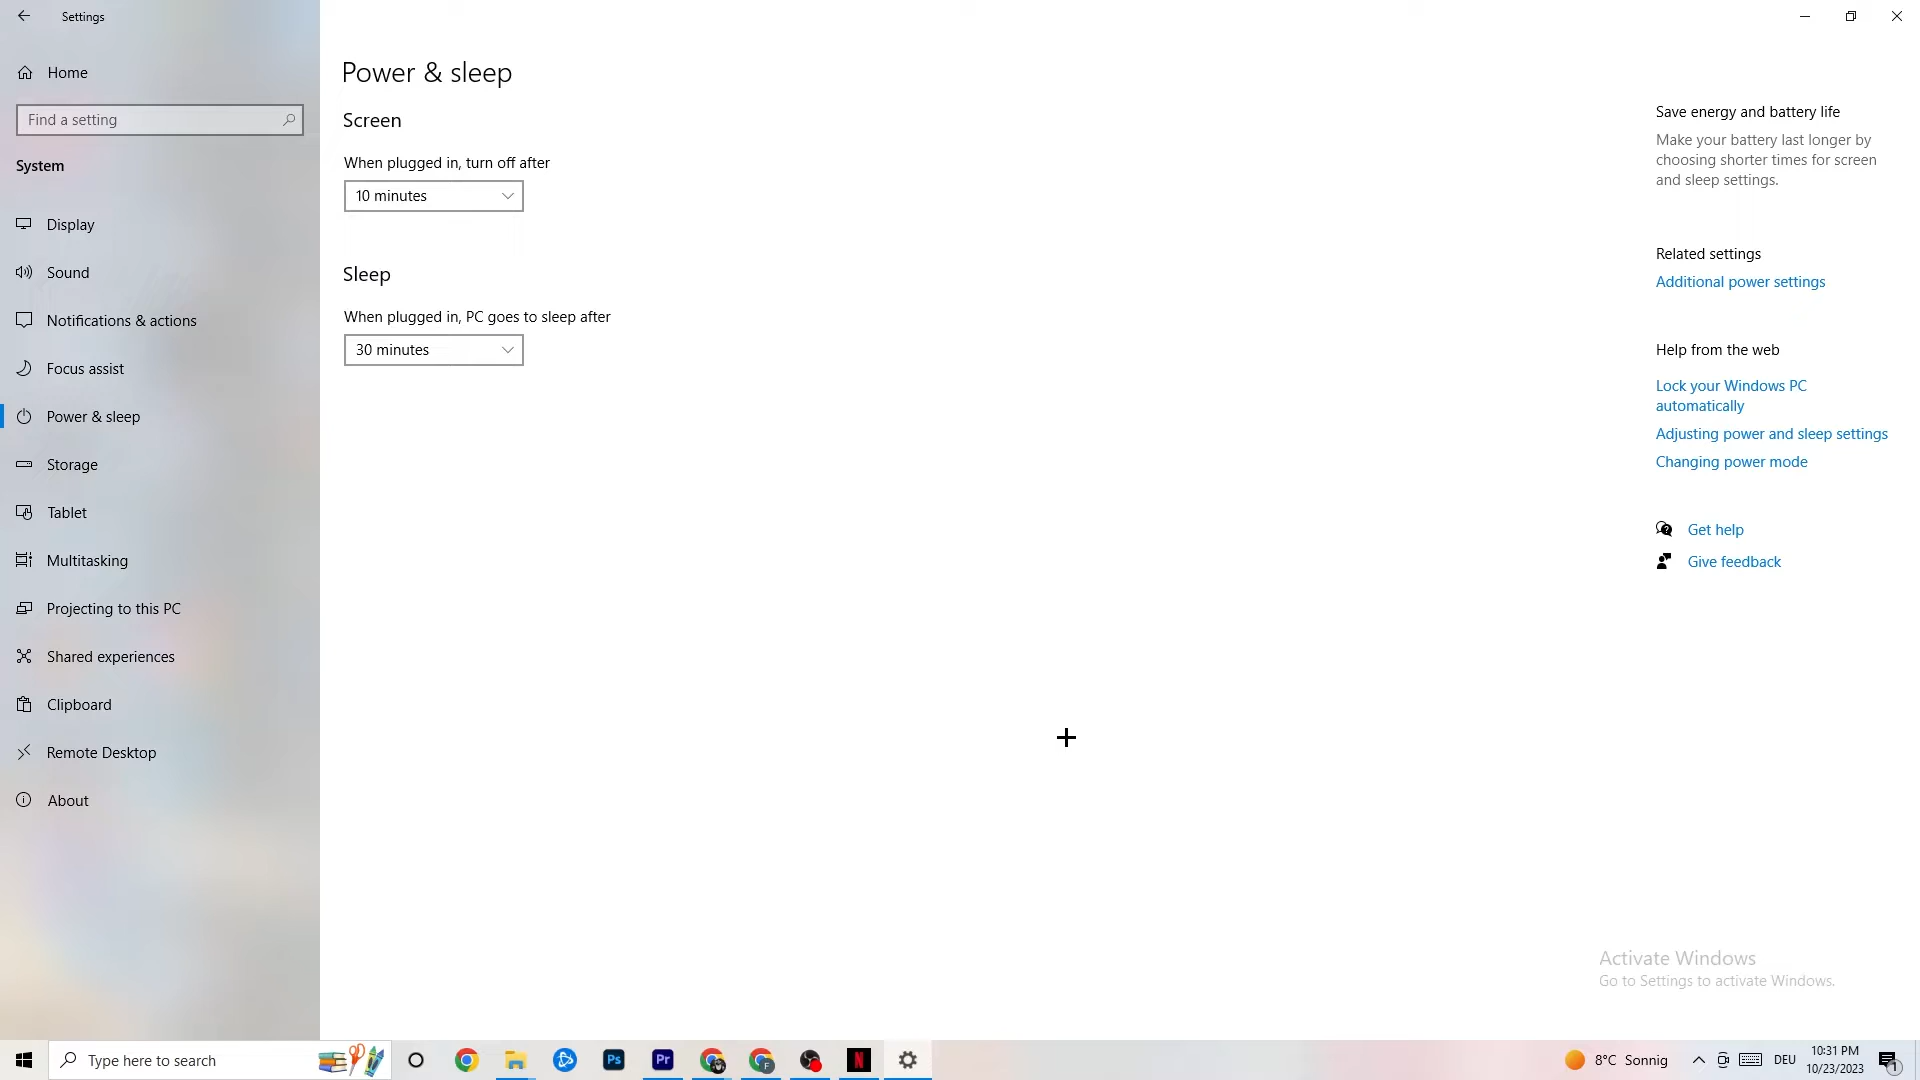 Settings
Home
Find a setting
System
Display
Sound
Notifications & actions
Focus assist
Power & sleep
Storage
Tablet
Multitasking
Projecting to this PC
Shared experiences
Clipboard
Remote Desktop
About
Power & sleep
Screen
When plugged in, turn off after
10 minutes
Sleep
When plugged in, PC goes to sleep after
30 minutes
Save energy and battery life
Make your battery last longer by
choosing shorter times for screen
and sleep settings.
Related settings
Additional power settings
Help from the web
Lock your Windows PC
automatically
Adjusting power and sleep settings
Changing power mode
Get help
Give feedback
Activate Windows
Go to Settings to activate Windows.
Type here to search
Ps
Pr
F
N
8°C Sonnig
DEU
10:31 PM
10/23/2023
1